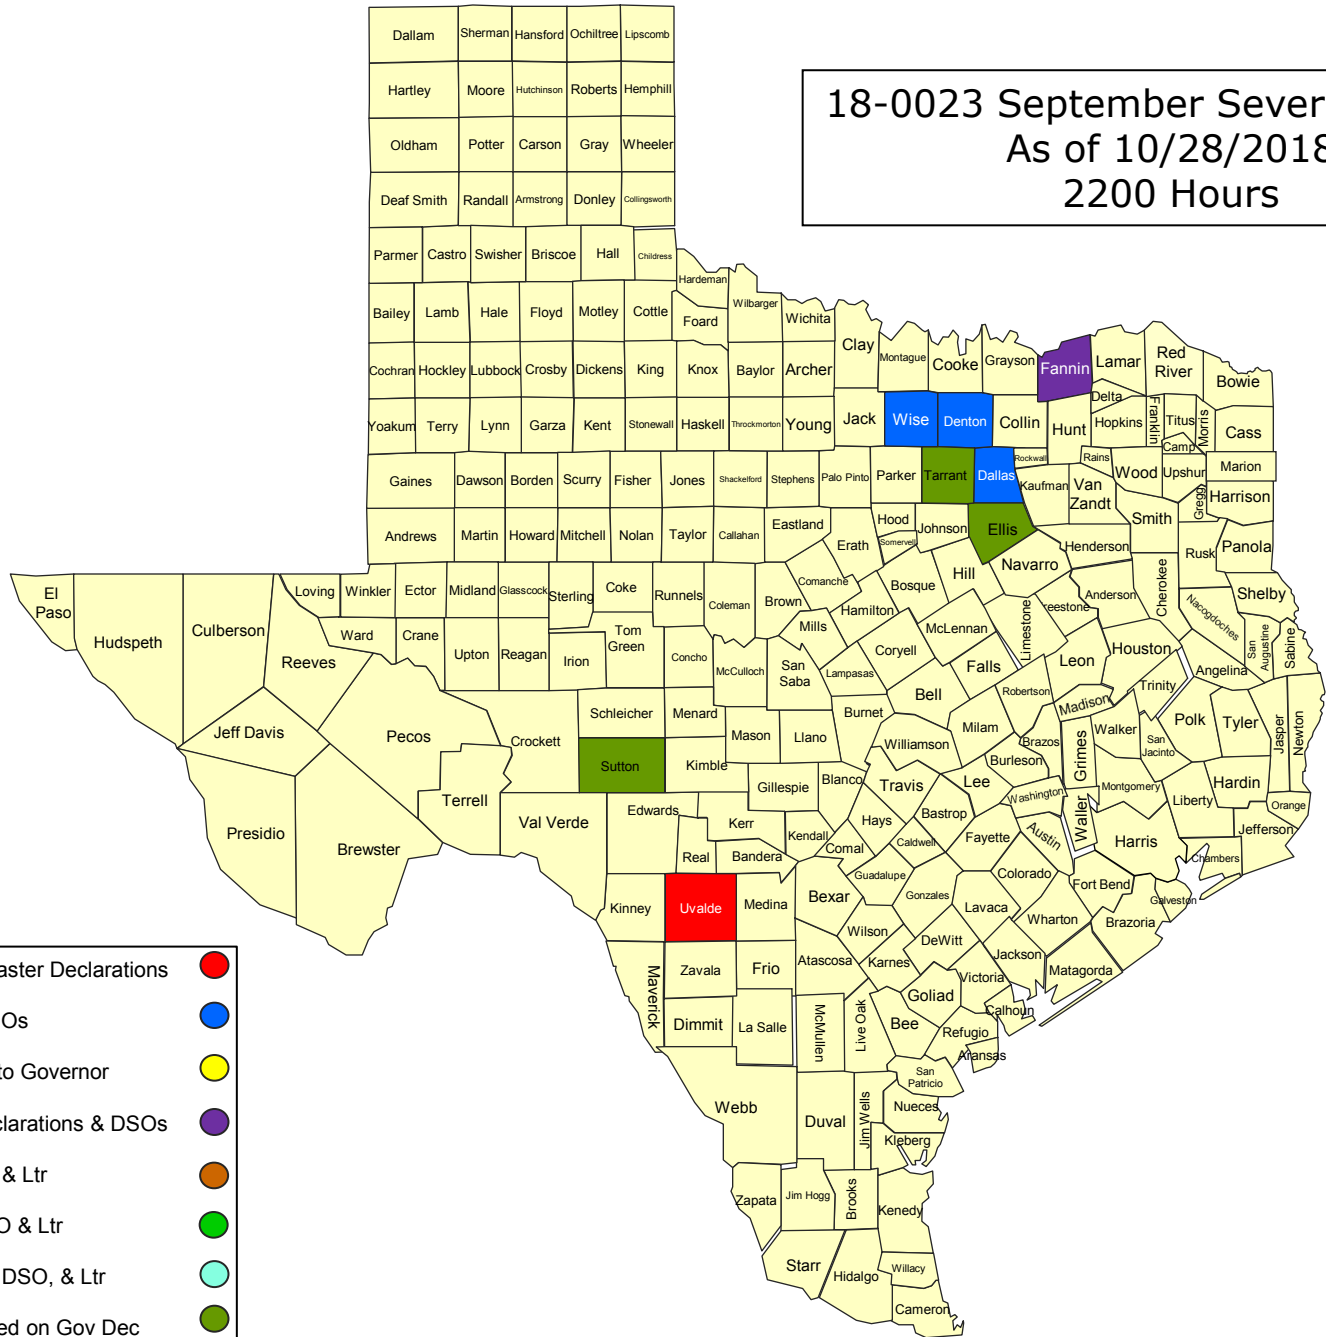 Dallam Sherman Hansford Ochiltree Lipscomb
Hartley Moore Hutchinson Roberts Hemphill
18-0023 September Sever
As of 10/28/2018
2200 Hours
Oldham Potter Carson Gray Wheeler
Deaf Smith Randall Armstrong Donley Collingsworth
Parmer Castro Swisher Briscoe Hall Childress
Hardeman
Bailey Lamb Hale Floyd Motley Cottle Foard Wilbarger Wichita
Clay Montague Cooke Grayson Fannin Lamar Red River Bowie
Cochran Hockley Lubbock Crosby Dickens King Knox Baylor Archer
Delta
Yoakum Terry Lynn Garza Kent Stonewall Haskell Throckmorton Young Jack Wise Denton Collin Hunt Hopkins Franklin Titus Morris Cass
Camp
Gaines Dawson Borden Scurry Fisher Jones Shackelford Stephens Palo Pinto Parker Tarrant Dallas Rockwall Kaufman Rains Van Zandt Wood Upshur Marion
Gregg Harrison
Andrews Martin Howard Mitchell Nolan Taylor Callahan Eastland Erath Hood Somervell Johnson Ellis Henderson Smith Rusk Panola
El Paso Hudspeth Culberson Loving Winkler Ector Midland Glasscock Sterling Coke Runnels Coleman Brown Comanche Hamilton Bosque Hill Navarro Anderson Cherokee Nacogdoches Shelby
Reeves Ward Crane Upton Reagan Irion Tom Green Concho McCulloch San Saba Mills Lampasas Coryell McLennan Limestone reestone Leon Houston Angelina San Augustine Sabine
Falls Bell Robertson Madison Trinity
Jeff Davis Pecos Crockett Schleicher Menard Mason Llano Burnet Williamson Milam Brazos Grimes Walker San Jacinto Polk Tyler Jasper Newton
Presidio Brewster Terrell Sutton Kimble Gillespie Blanco Travis Lee Burleson Washington Montgomery Liberty Hardin Orange
Val Verde Edwards Kerr Kendall Hays Bastrop Caldwell Fayette Austin Waller Harris Jefferson Chambers
Real Bandera Comal Guadalupe Gonzales Colorado Fort Bend Galveston
Kinney Uvalde Medina Bexar Wilson Lavaca Wharton Brazoria
Maverick Zavala Frio Atascosa Karnes DeWitt Jackson Matagorda
Dimmit La Salle McMullen Live Oak Bee Goliad Victoria Calhoun
Refugio Aransas
San Patricio
Webb Duval Jim Wells Nueces
Kleberg
Zapata Jim Hogg Brooks Kenedy
Starr Hidalgo Willacy
Cameron
aster Declarations
Os
to Governor
clarations & DSOs
& Ltr
O & Ltr
DSO, & Ltr
ed on Gov Dec